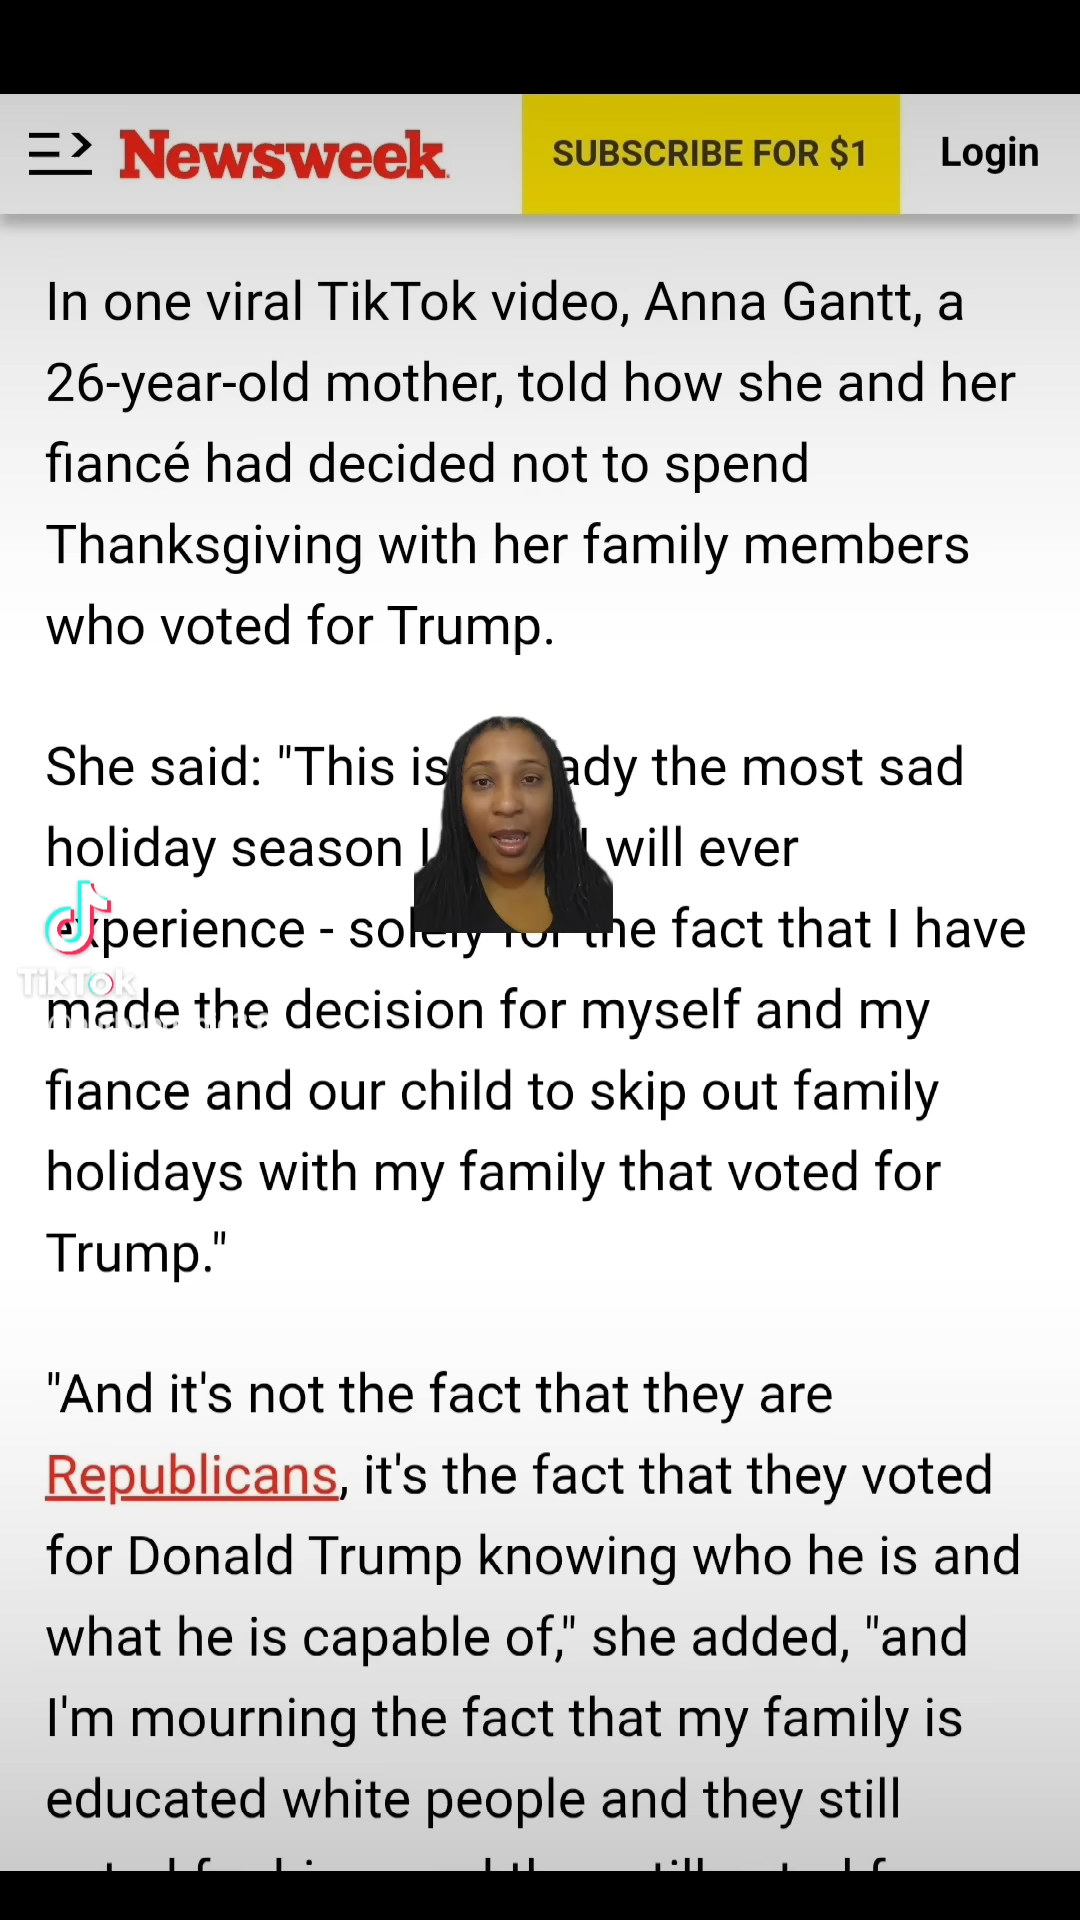 Newsweek
SUBSCRIBE FOR $1
Login
In one viral TikTok video, Anna Gantt, a
26-year-old mother, told how she and her
fiancé had decided not to spend
Thanksgiving with her family members
who voted for Trump.
She said: "This is ady the most sad
holiday season I will ever
experience - solely for the fact that I have
TikTok
made the decision for myself and my
fiance and our child to skip out family
holidays with my family that voted for
Trump."
"And it's not the fact that they are
Republicans, it's the fact that they voted
for Donald Trump knowing who he is and
what he is capable of," she added, "and
I'm mourning the fact that my family is
educated white people and they still